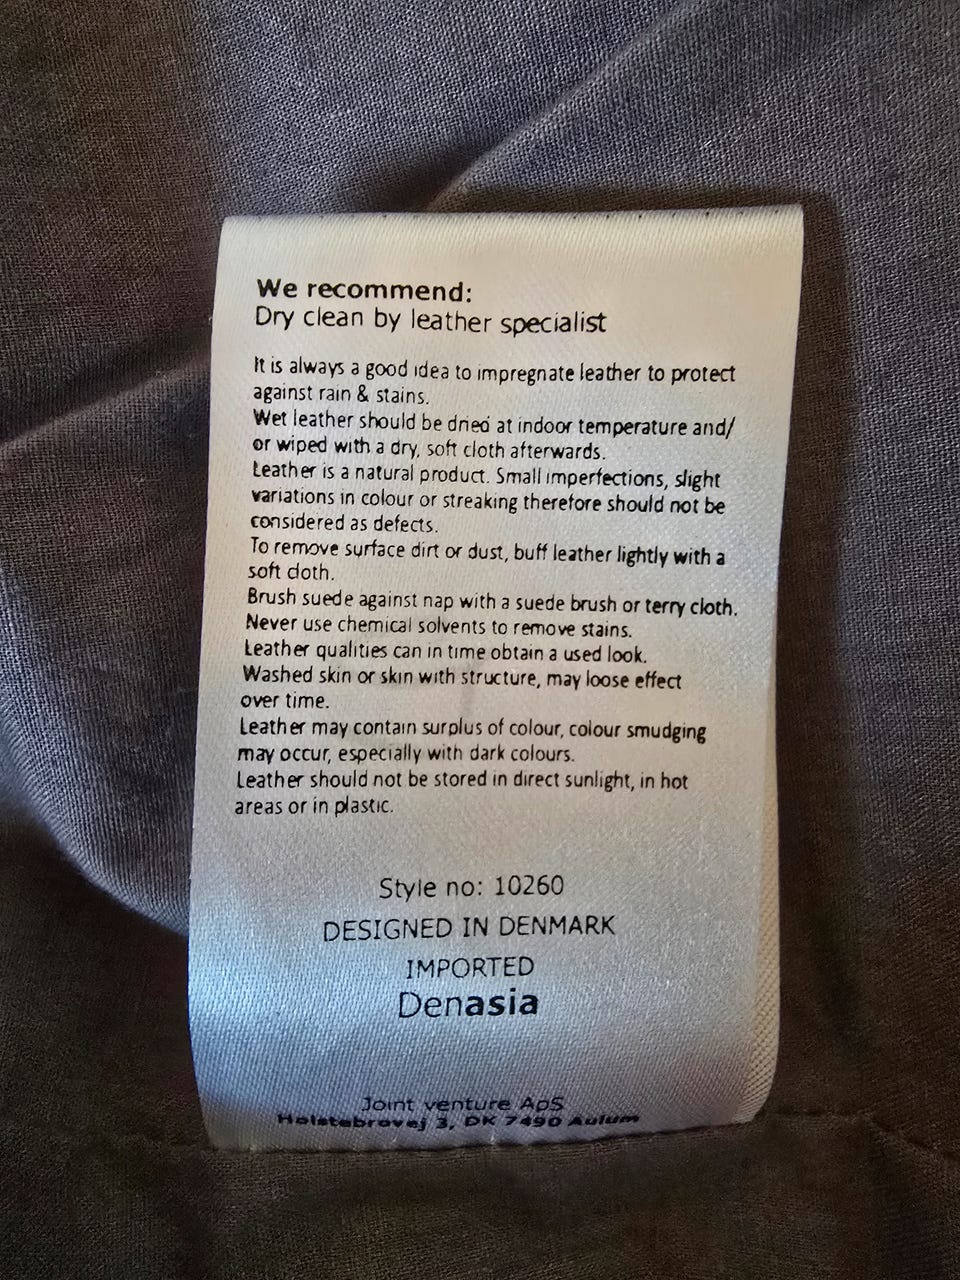 We recommend:
Dry clean by leather specialist
It is always a good idea to impregnate leather to protect
against rain & stains.
Wet leather should be dried at indoor temperature and/
or wiped with a dry, soft cloth afterwards.
Leather is a natural product. Small imperfections, slight
variations in colour or streaking therefore should not be
considered as defects.
To remove surface dirt or dust, buff leather lightly with a
soft cloth.
Brush suede against nap with a suede brush or terry cloth.
Never use chemical solvents to remove stains.
Leather qualities can in time obtain a used look.
Washed skin or skin with structure, may loose effect
over time.
Leather may contain surplus of colour, colour smudging
may occur, especially with dark colours.
Leather should not be stored in direct sunlight, in hot
areas or in plastic.
Style no: 10260
DESIGNED IN DENMARK
IMPORTED
Denasia
Joint venture ApS
Holstebrovej 3, DK 7490 Aulum